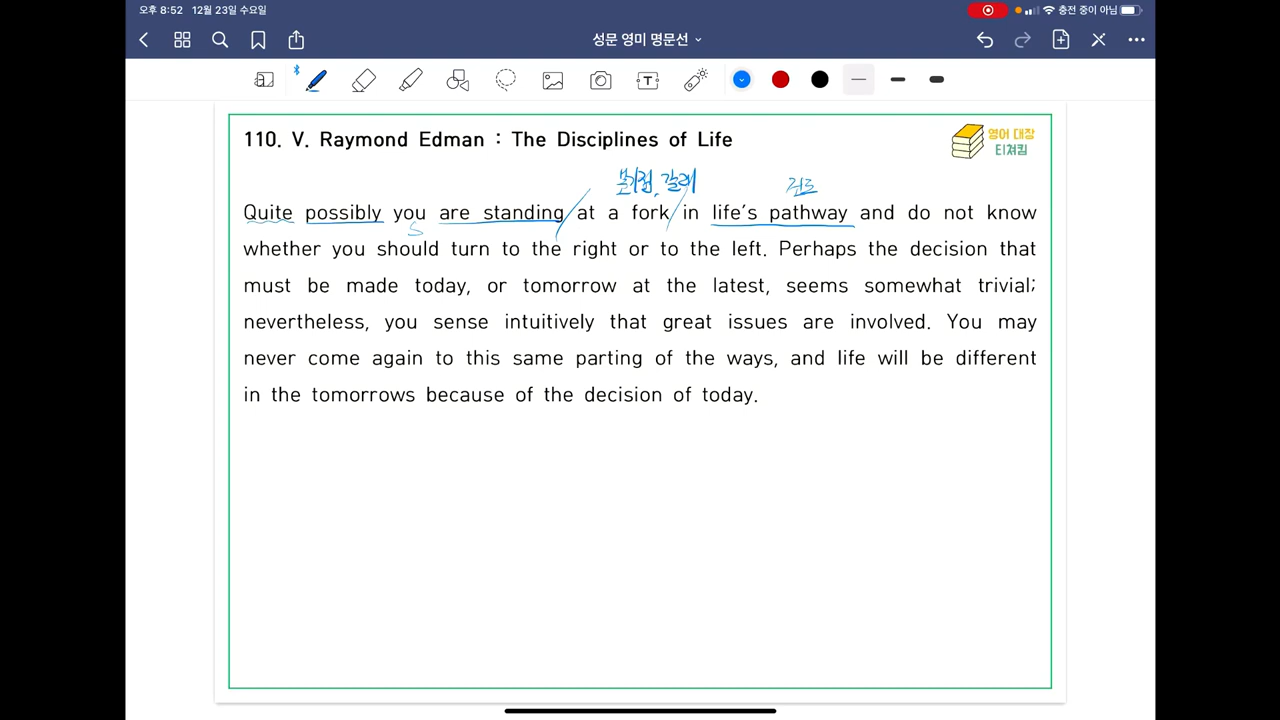 오후 8:52 12월 23일 수요일
충전 중이 아님
성문 영미 명문선
T
110. V. Raymond Edman : The Disciplines of Life
영어 대장
티쳐킴
분기점, 갈래
진로
Quite possibly you are standing at a fork in life's pathway and do not know
S
whether you should turn to the right or to the left. Perhaps the decision that
must be made today, or tomorrow at the latest, seems somewhat trivial;
nevertheless, you sense intuitively that great issues are involved. You may
never come again to this same parting of the ways, and life will be different
in the tomorrows because of the decision of today.